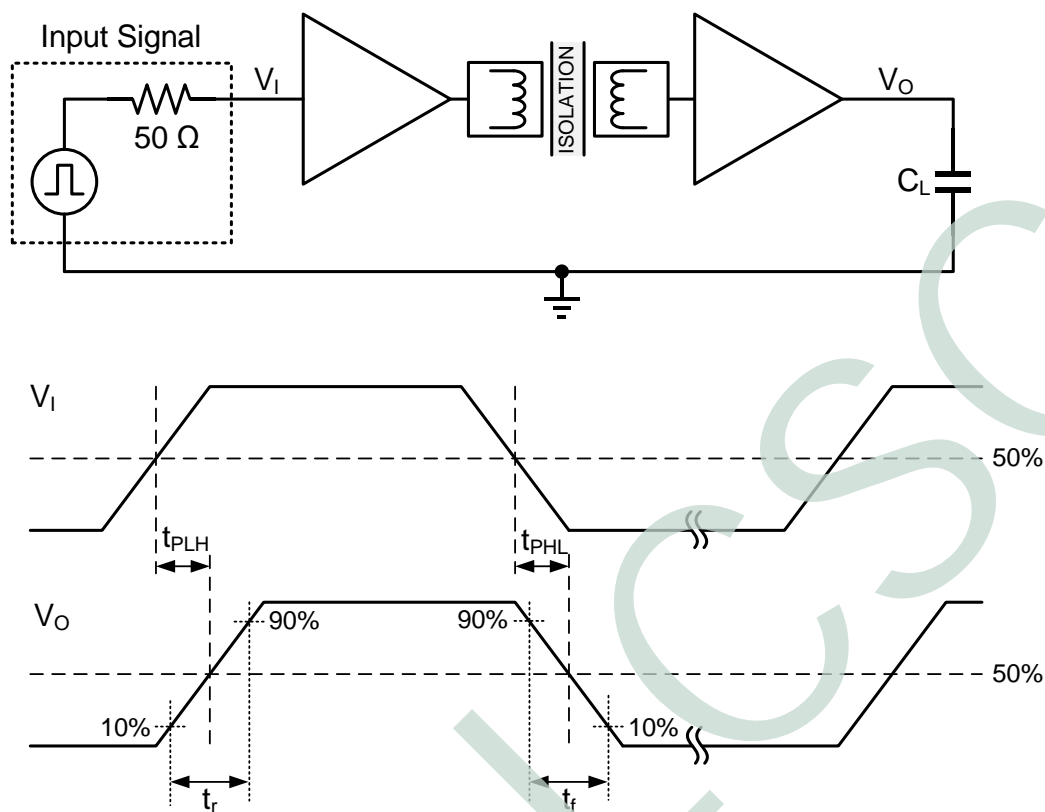 Input Signal
V_I
50 Ω
ISOLATION
V_O
C_L
V_I
50%
t_PLH
t_PHL
V_O
90%
90%
50%
10%
10%
t_r
t_f
LCSC